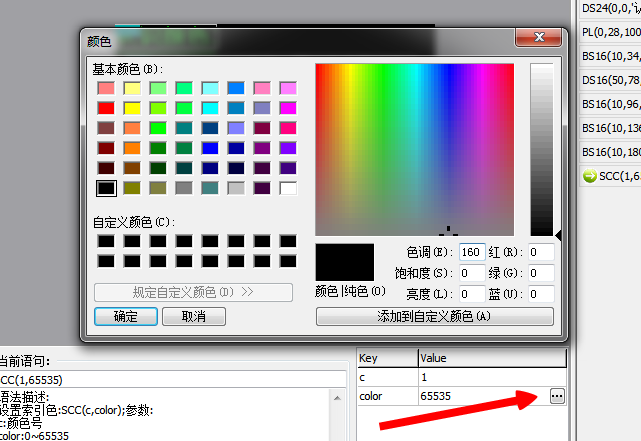 颜色
基本颜色(B):
自定义颜色(C):
规定自定义颜色(D) >>
确定
取消
颜色|纯色(O)
色调(E): 160
红(R): 0
饱和度(S): 0
绿(G): 0
亮度(L): 0
蓝(U): 0
添加到自定义颜色(A)
DS24(0,0,'
PL(0,28,100
BS16(10,34,
DS16(50,78,
BS16(10,96,
BS16(10,136
BS16(10,180
SCC(1,6
当前语句:
SCC(1,65535)
语法描述:
设置索引色:SCC(c,color);参数:
c:颜色号
color:0~65535
Key Value
c 1
color 65535
...